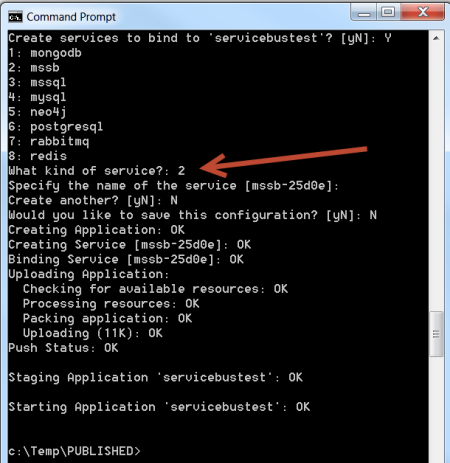 Command Prompt
Create services to bind to 'servicebustest'? [yN]: Y
1: mongodb
2: mssb
3: mssql
4: mysql
5: neo4j
6: postgresql
7: rabbitmq
8: redis
What kind of service?: 2
Specify the name of the service [mssb-25d0e]:
Create another? [yN]: N
Would you like to save this configuration? [yN]: N
Creating Application: OK
Creating Service [mssb-25d0e]: OK
Binding Service [mssb-25d0e]: OK
Uploading Application:
  Checking for available resources: OK
  Processing resources: OK
  Packing application: OK
  Uploading (11K): OK
Push Status: OK
Staging Application 'servicebustest': OK
Starting Application 'servicebustest': OK
c:\Temp\PUBLISHED>